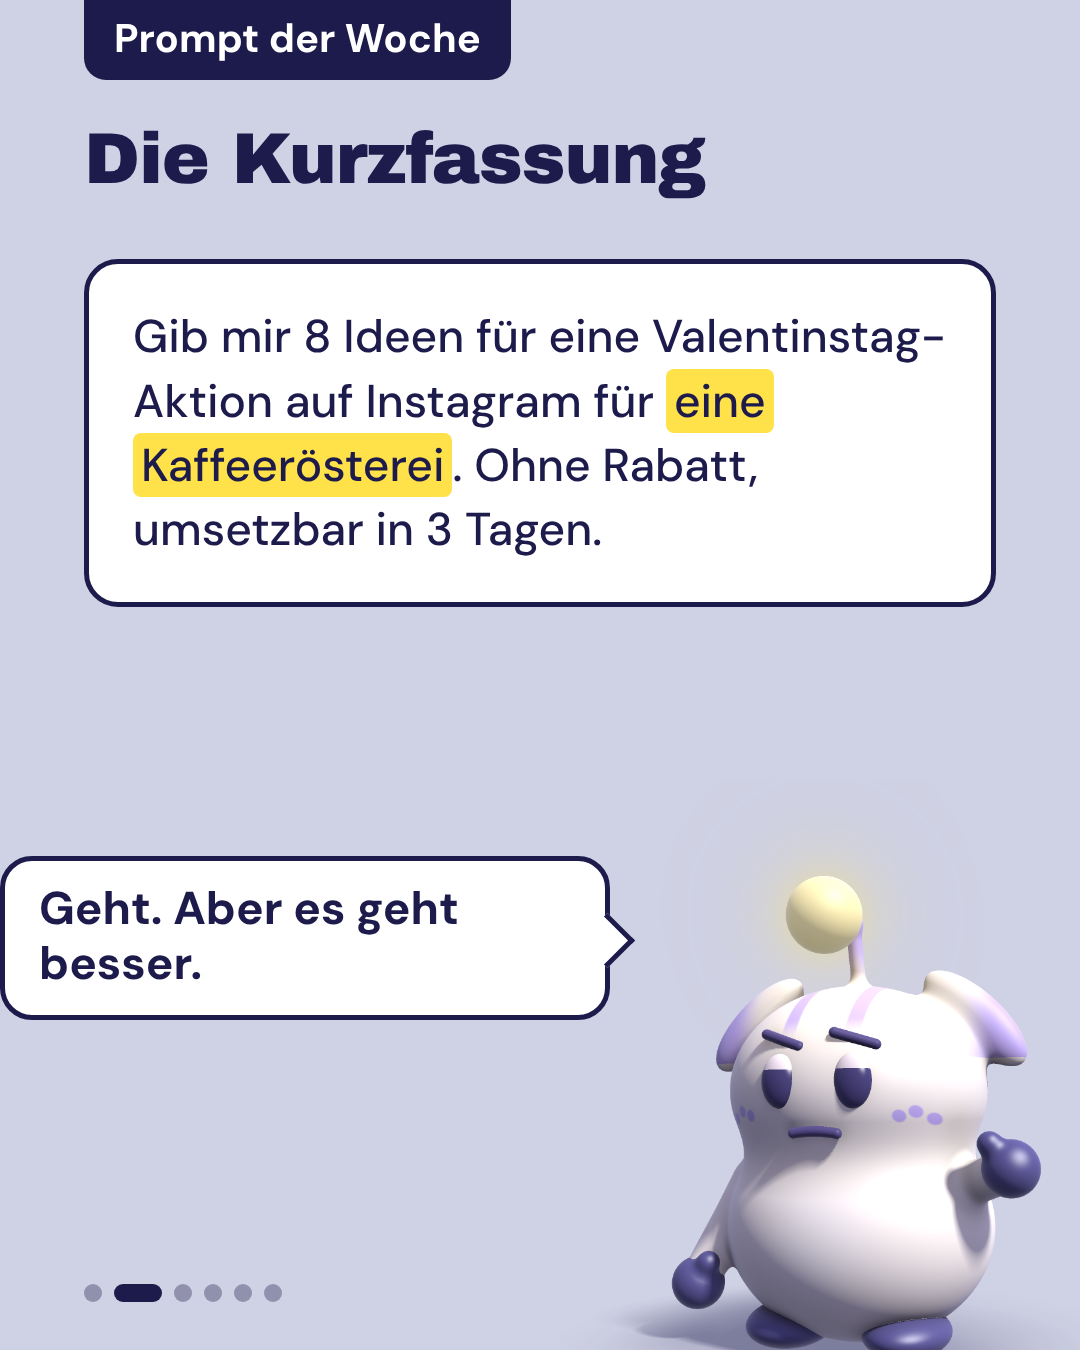 Prompt der Woche
Die Kurzfassung
Gib mir 8 Ideen für eine Valentinstag-
Aktion auf Instagram für eine
Kaffeerösterei. Ohne Rabatt,
umsetzbar in 3 Tagen.
Geht. Aber es geht
besser.